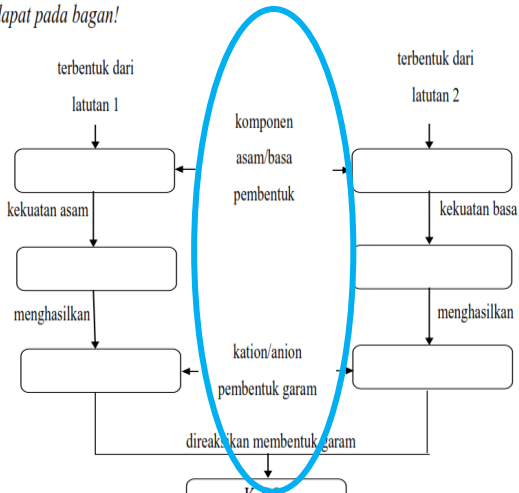 dapat pada bagan!
terbentuk dari
latutan 1
terbentuk dari
latutan 2
komponen
asam/basa
pembentuk
kekuatan asam
kekuatan basa
menghasilkan
menghasilkan
kation/anion
pembentuk garam
direaksikan membentuk garam